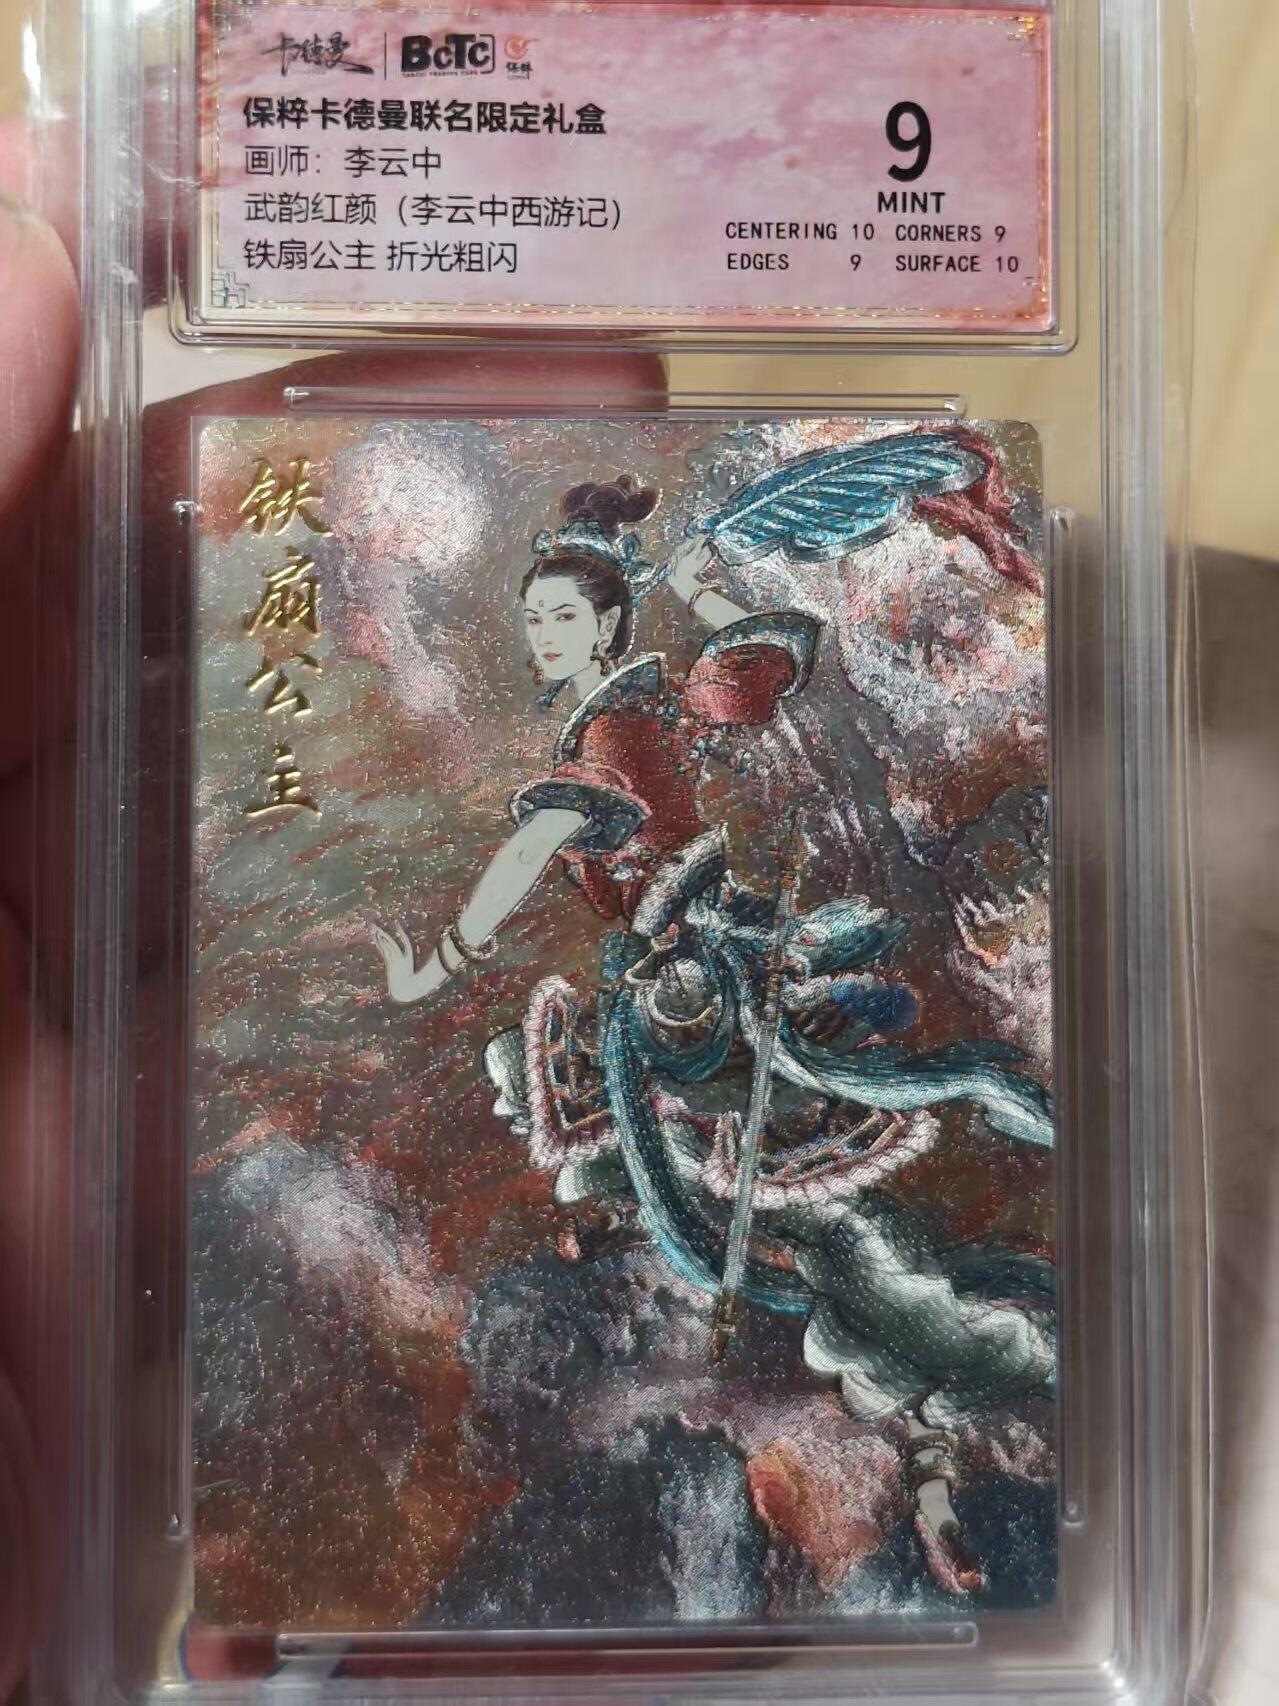 卡德曼 BCTC 保粹
保粹卡德曼联名限定礼盒
画师：李云中
武韵红颜（李云中西游记）
铁扇公主 折光粗闪
9
MINT
CENTERING 10 CORNERS 9
EDGES 9 SURFACE 10
铁扇公主